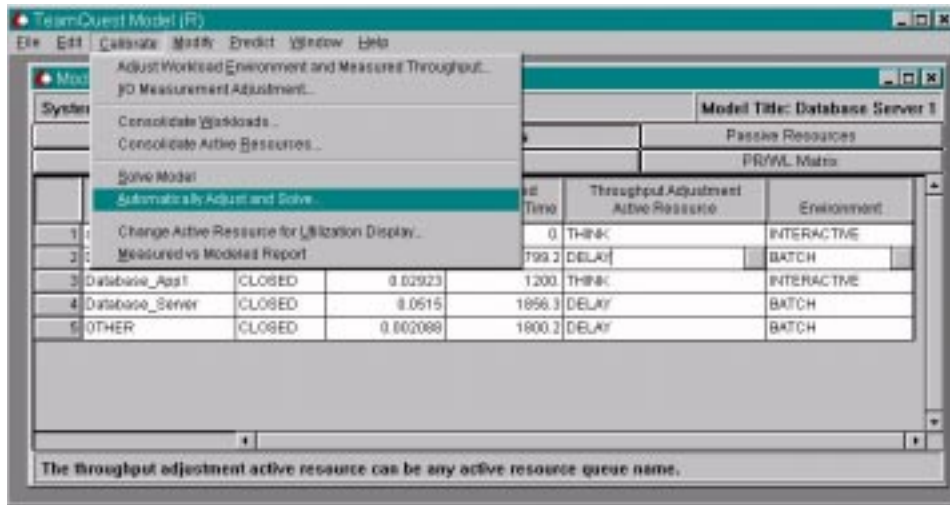 TeamQuest Model (R)
File Edit Calibrate Modify Predict Window Help
Adjust Workload Environment and Measured Throughput...
I/O Measurement Adjustment...
Consolidate Workloads...
Consolidate Active Resources...
Solve Model
Automatically Adjust and Solve...
Change Active Resource for Utilization Display...
Measured vs Modeled Report
Mod
System
Model Title: Database Server 1
Passive Resources
PR/WL Matrix
Time
Throughput Adjustment Active Resource
Environment
1 0 THINK INTERACTIVE
2 799.2 DELAY BATCH
3 Database_App1 CLOSED 0.02923 1200. THINK INTERACTIVE
4 Database_Server CLOSED 0.0515 1856.3 DELAY BATCH
5 OTHER CLOSED 0.002088 1800.2 DELAY BATCH
The throughput adjustment active resource can be any active resource queue name.